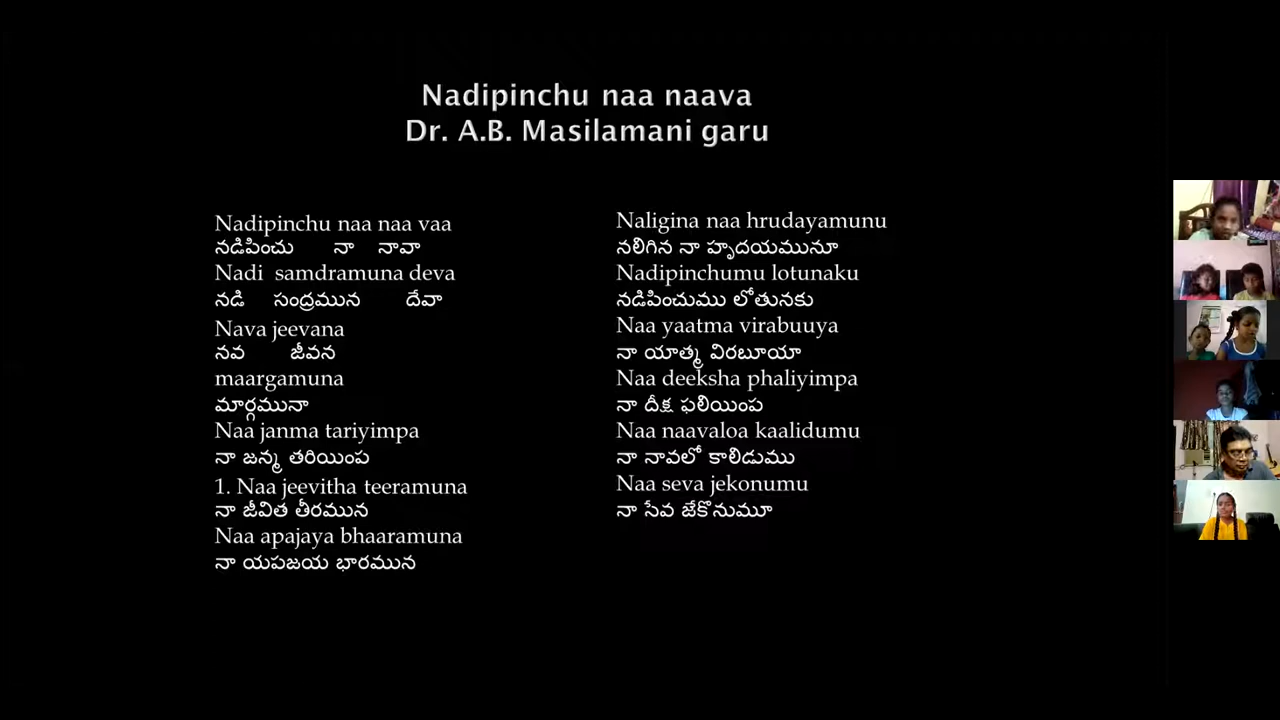 Nadipinchu naa naava
Dr. A.B. Masilamani garu
Nadipinchu naa naa vaa
నడిపించు నా నావా
Nadi samdramuna deva
నడి సంద్రమున దేవా
Nava jeevana
నవ జీవన
maargamuna
మార్గమునా
Naa janma tariyimpa
నా జన్మ తరియింప
1. Naa jeevitha teeramuna
నా జీవిత తీరమున
Naa apajaya bhaaramuna
నా యపజయ భారమున
Naligina naa hrudayamunu
నలిగిన నా హృదయమునూ
Nadipinchumu lotunaku
నడిపించుము లోతునకు
Naa yaatma virabuuya
నా యాత్మ విరబూయా
Naa deeksha phaliyimpa
నా దీక్ష ఫలియింప
Naa naavaloa kaalidumu
నా నావలో కాలిడుము
Naa seva jekonumu
నా సేవ జేకొనుమూ